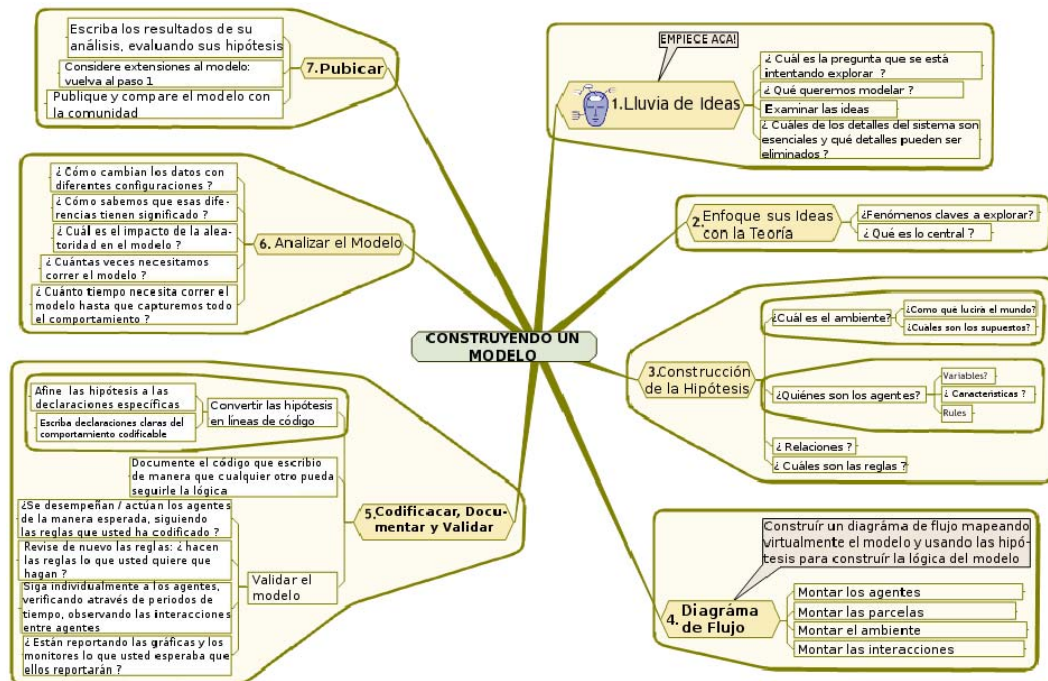 CONSTRUYENDO UN
MODELO
EMPIECE ACA!
1.Lluvia de Ideas
¿ Cuál es la pregunta que se está
intentando explorar ?
¿ Qué queremos modelar ?
Examinar las ideas
¿ Cuáles de los detalles del sistema son
esenciales y qué detalles pueden ser
eliminados ?
2.Enfoque sus Ideas
con la Teoría
¿Fenómenos claves a explorar?
¿ Qué es lo central ?
3.Construcción
de la Hipótesis
¿Cuál es el ambiente?
¿Como qué lucirá el mundo?
¿Cuáles son los supuestos?
¿Quiénes son los agentes?
Variables?
¿ Características ?
Rules
¿ Relaciones ?
¿ Cuáles son las reglas ?
Construír un diagráma de flujo mapeando
virtualmente el modelo y usando las hipó-
tesis para construír la lógica del modelo
4. Diagráma
de Flujo
Montar los agentes
Montar las parcelas
Montar el ambiente
Montar las interacciones
5.Codificacar, Docu-
mentar y Validar
Convertir las hipótesis
en líneas de código
Afine las hipótesis a las
declaraciones específicas
Escriba declaraciones claras del
comportamiento codificable
Documente el código que escribio
de manera que cualquier otro pueda
seguirle la lógica
Validar el
modelo
¿Se desempeñan / actúan los agentes
de la manera esperada, siguiendo
las reglas que usted ha codificado ?
Revise de nuevo las reglas: ¿ hacen
las reglas lo que usted quiere que
hagan ?
Siga individualmente a los agentes,
verificando através de periodos de
tiempo, observando las interacciones
entre agentes
¿ Están reportando las gráficas y los
monitores lo que usted esperaba que
ellos reportarán ?
6. Analizar el Modelo
¿ Cómo cambian los datos con
diferentes configuraciones ?
¿ Cómo sabemos que esas dife-
rencias tienen significado ?
¿ Cuál es el impacto de la alea-
toridad en el modelo ?
¿ Cuántas veces necesitamos
correr el modelo ?
¿ Cuánto tiempo necesita correr el
modelo hasta que capturemos todo
el comportamiento ?
7.Pubicar
Escriba los resultados de su
análisis, evaluando sus hipótesis
Considere extensiones al modelo:
vuelva al paso 1
Publique y compare el modelo con
la comunidad